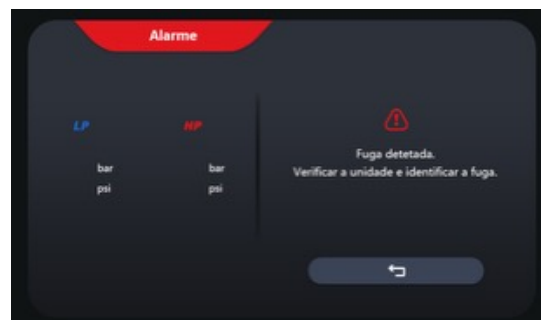 Alarme
LP HP
bar bar
psi psi
Fuga detetada.
Verificar a unidade e identificar a fuga.